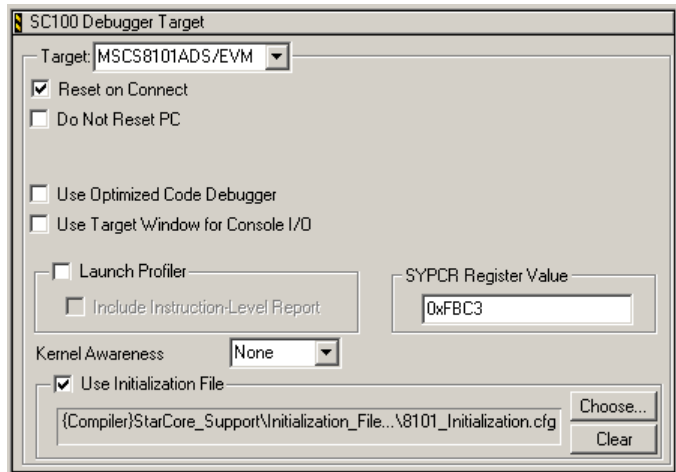 SC100 Debugger Target
Target: MSCS8101ADS/EVM
Reset on Connect
Do Not Reset PC
Use Optimized Code Debugger
Use Target Window for Console I/O
Launch Profiler
Include Instruction-Level Report
SYPCR Register Value
0xFBC3
Kernel Awareness None
Use Initialization File
{Compiler}StarCore_Support\Initialization_File...\8101_Initialization.cfg
Choose...
Clear